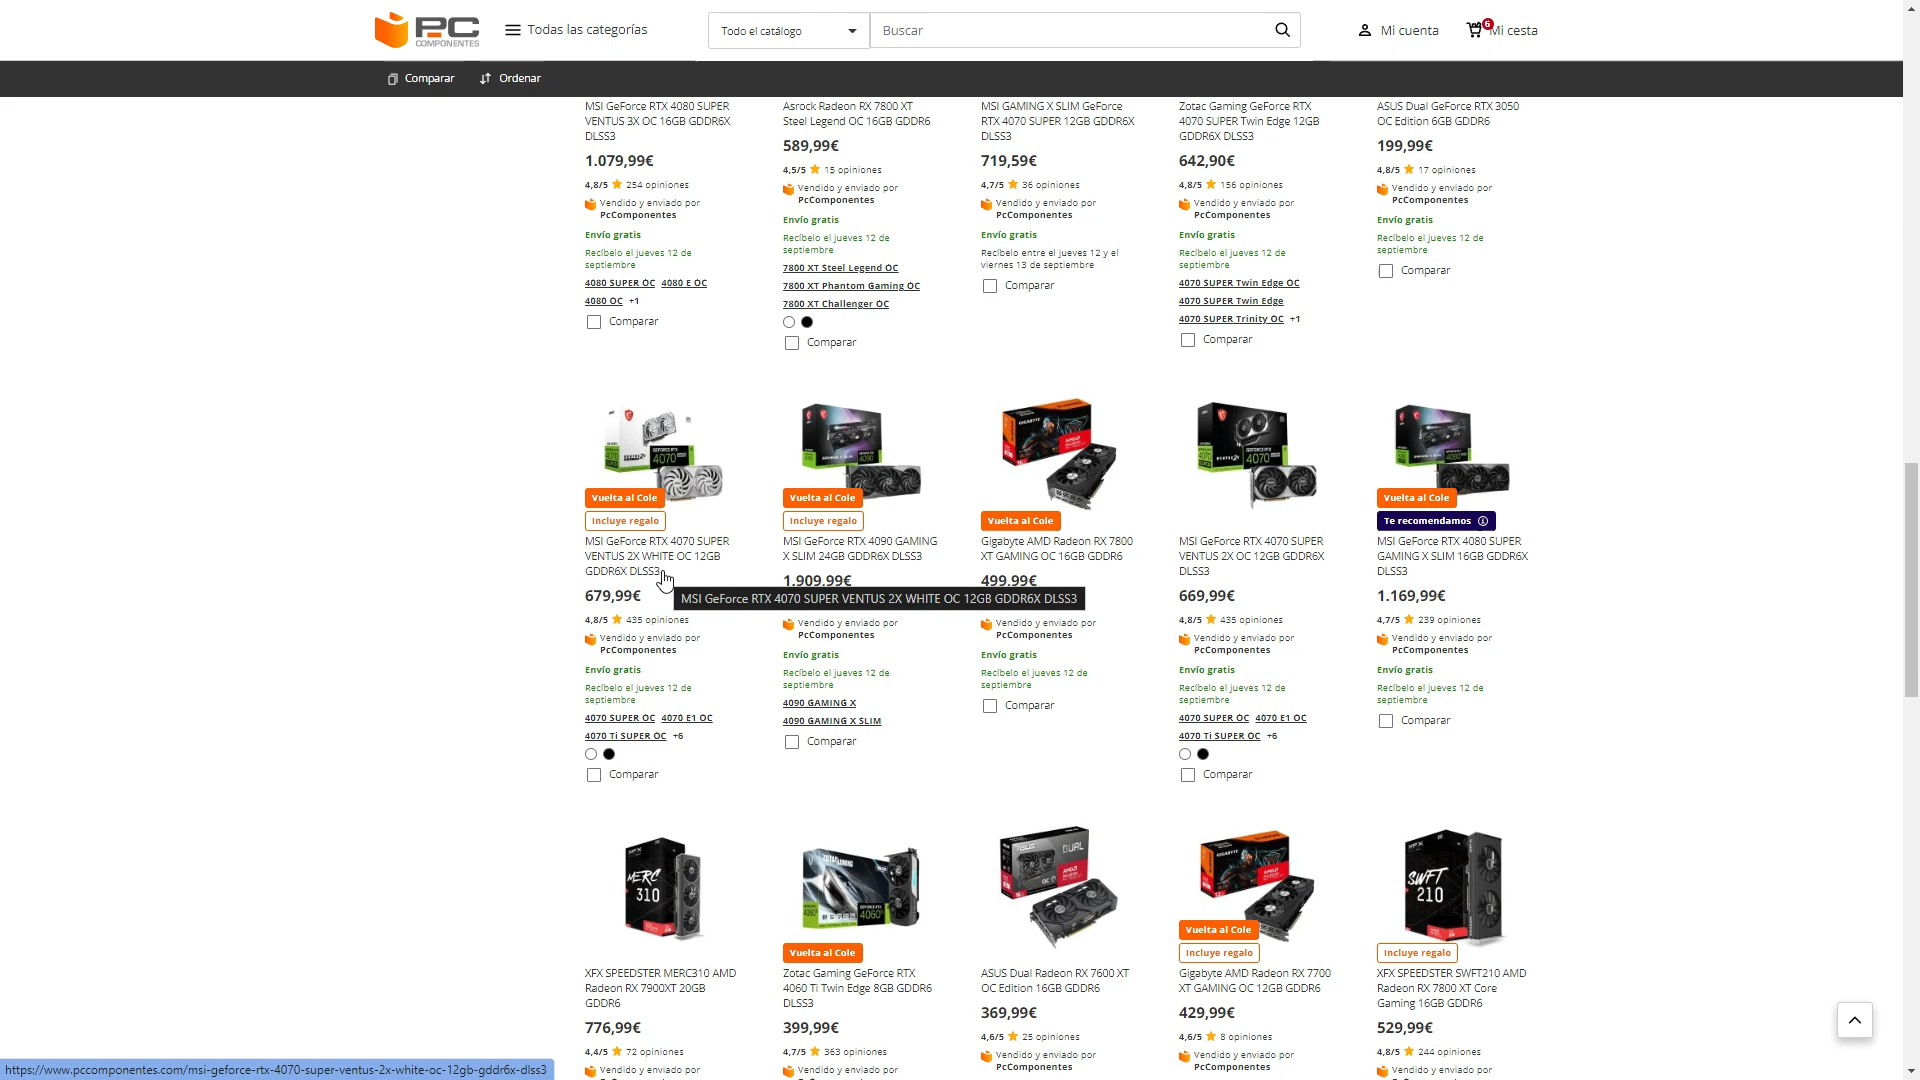 PC
COMPONENTES
Todas las categorías
Todo el catálogo
Buscar
Mi cuenta
6
Mi cesta
Comparar
Ordenar
MSI GeForce RTX 4080 SUPER
VENTUS 3X OC 16GB GDDR6X
DLSS3
1.079,99€
4,8/5 254 opiniones
Vendido y enviado por
PcComponentes
Envío gratis
Recíbelo el jueves 12 de
septiembre
4080 SUPER OC 4080 E OC
4080 OC +1
Comparar
Asrock Radeon RX 7800 XT
Steel Legend OC 16GB GDDR6
589,99€
4,5/5 15 opiniones
Vendido y enviado por
PcComponentes
Envío gratis
Recíbelo el jueves 12 de
septiembre
7800 XT Steel Legend OC
7800 XT Phantom Gaming OC
7800 XT Challenger OC
Comparar
MSI GAMING X SLIM GeForce
RTX 4070 SUPER 12GB GDDR6X
DLSS3
719,59€
4,7/5 36 opiniones
Vendido y enviado por
PcComponentes
Envío gratis
Recíbelo entre el jueves 12 y el
viernes 13 de septiembre
Comparar
Zotac Gaming GeForce RTX
4070 SUPER Twin Edge 12GB
GDDR6X DLSS3
642,90€
4,8/5 156 opiniones
Vendido y enviado por
PcComponentes
Envío gratis
Recíbelo el jueves 12 de
septiembre
4070 SUPER Twin Edge OC
4070 SUPER Twin Edge
4070 SUPER Trinity OC +1
Comparar
ASUS Dual GeForce RTX 3050
OC Edition 6GB GDDR6
199,99€
4,8/5 17 opiniones
Vendido y enviado por
PcComponentes
Envío gratis
Recíbelo el jueves 12 de
septiembre
Comparar
Vuelta al Cole
Incluye regalo
MSI GeForce RTX 4070 SUPER
VENTUS 2X WHITE OC 12GB
GDDR6X DLSS3
679,99€
4,8/5 435 opiniones
Vendido y enviado por
PcComponentes
Envío gratis
Recíbelo el jueves 12 de
septiembre
4070 SUPER OC 4070 E1 OC
4070 Ti SUPER OC +6
Comparar
Vuelta al Cole
Incluye regalo
MSI GeForce RTX 4090 GAMING
X SLIM 24GB GDDR6X DLSS3
1.909,99€
MSI GeForce RTX 4070 SUPER VENTUS 2X WHITE OC 12GB GDDR6X DLSS3
Vendido y enviado por
PcComponentes
Envío gratis
Recíbelo el jueves 12 de
septiembre
4090 GAMING X
4090 GAMING X SLIM
Comparar
Vuelta al Cole
Gigabyte AMD Radeon RX 7800
XT GAMING OC 16GB GDDR6
499,99€
Vendido y enviado por
PcComponentes
Envío gratis
Recíbelo el jueves 12 de
septiembre
Comparar
MSI GeForce RTX 4070 SUPER
VENTUS 2X OC 12GB GDDR6X
DLSS3
669,99€
4,8/5 435 opiniones
Vendido y enviado por
PcComponentes
Envío gratis
Recíbelo el jueves 12 de
septiembre
4070 SUPER OC 4070 E1 OC
4070 Ti SUPER OC +6
Comparar
Vuelta al Cole
Te recomendamos
MSI GeForce RTX 4080 SUPER
GAMING X SLIM 16GB GDDR6X
DLSS3
1.169,99€
4,7/5 239 opiniones
Vendido y enviado por
PcComponentes
Envío gratis
Recíbelo el jueves 12 de
septiembre
Comparar
MERC
310
XFX SPEEDSTER MERC310 AMD
Radeon RX 7900XT 20GB
GDDR6
776,99€
4,4/5 72 opiniones
Vendido y enviado por
ZOTAC GAMING
Vuelta al Cole
Zotac Gaming GeForce RTX
4060 Ti Twin Edge 8GB GDDR6
DLSS3
399,99€
4,7/5 363 opiniones
Vendido y enviado por
DUAL
ASUS Dual Radeon RX 7600 XT
OC Edition 16GB GDDR6
369,99€
4,6/5 25 opiniones
Vendido y enviado por
PcComponentes
Vuelta al Cole
Incluye regalo
Gigabyte AMD Radeon RX 7700
XT GAMING OC 12GB GDDR6
429,99€
4,6/5 8 opiniones
Vendido y enviado por
PcComponentes
SWFT
210
Incluye regalo
XFX SPEEDSTER SWFT210 AMD
Radeon RX 7800 XT Core
Gaming 16GB GDDR6
529,99€
4,8/5 244 opiniones
Vendido y enviado por
https://www.pccomponentes.com/msi-geforce-rtx-4070-super-ventus-2x-white-oc-12gb-gddr6x-dlss3